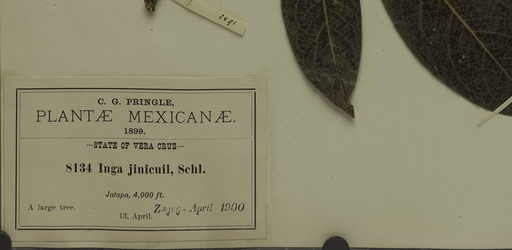 C. G. PRINGLE,
PLANTÆ MEXICANÆ.
1899.
—STATE OF VERA CRUZ—
8134 Inga jinicuil, Schl.
Jalapa, 4,000 ft.
A large tree.
13, April. - April 1900